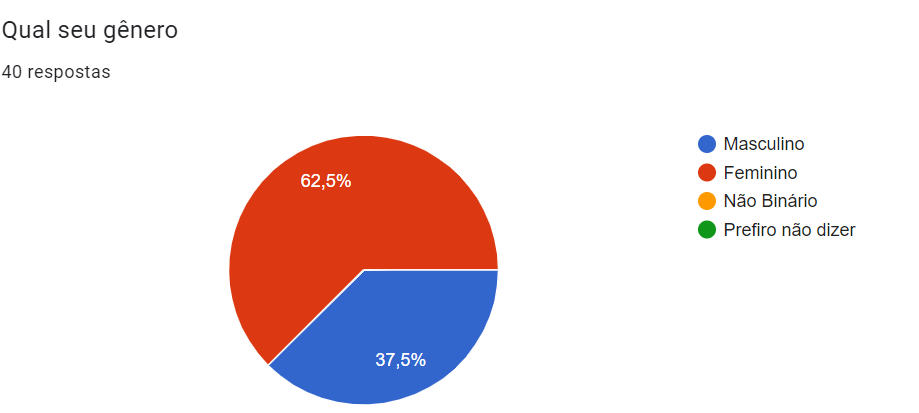 Qual seu gênero
40 respostas
62,5%
37,5%
Masculino
Feminino
Não Binário
Prefiro não dizer